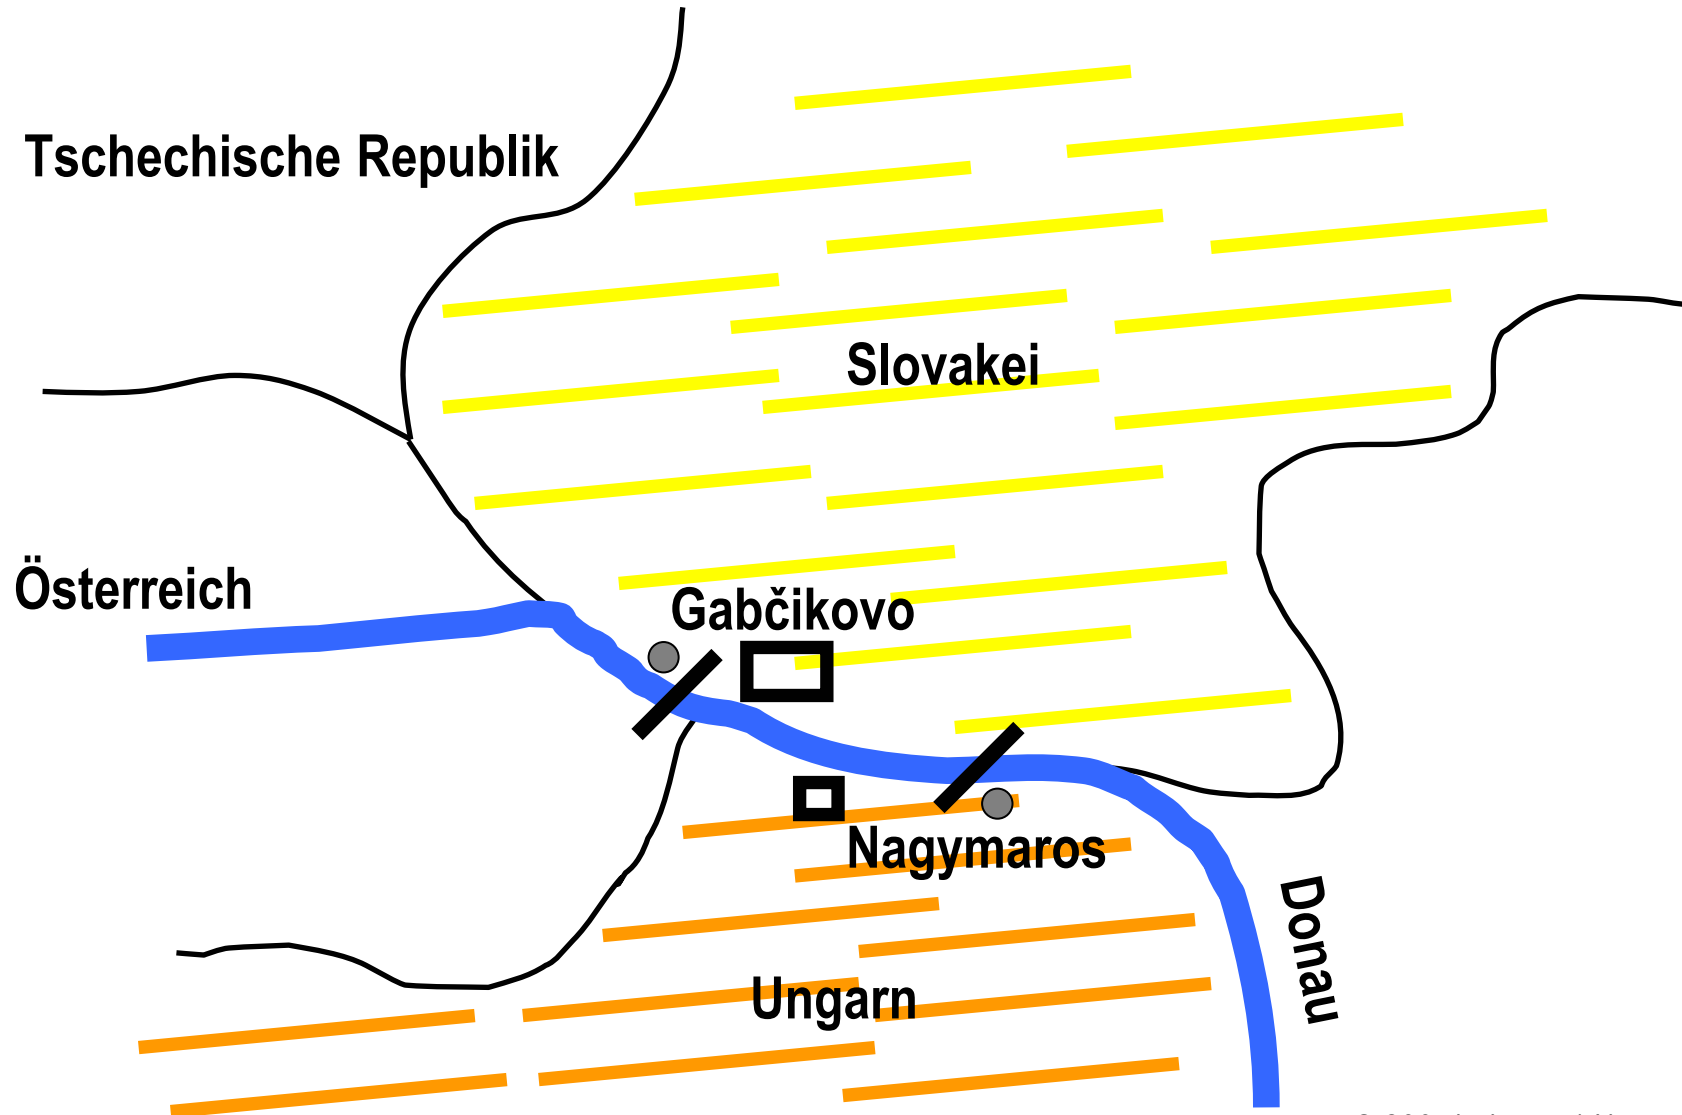 Tschechische Republik
Slovakei
Österreich
Gabčikovo
Nagymaros
Donau
Ungarn